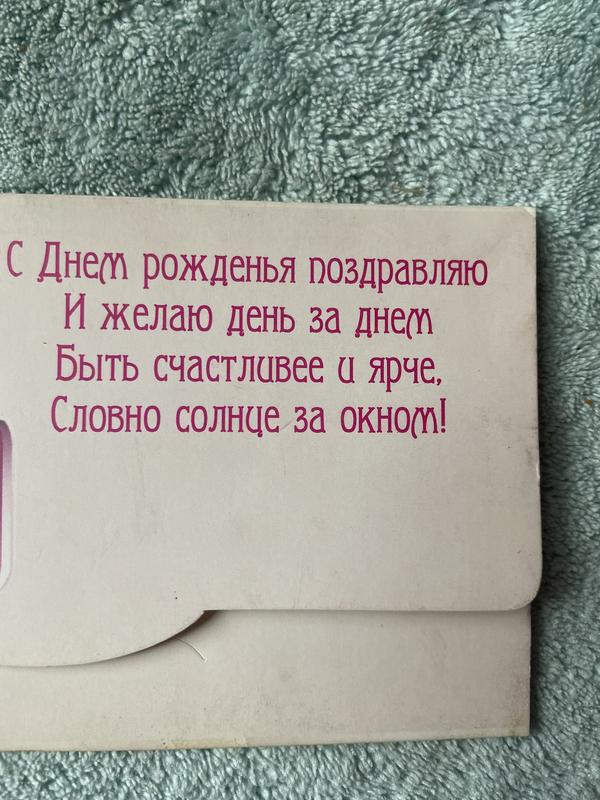 С Днем рожденья поздравляю
И желаю день за днем
Быть счастливее и ярче,
Словно солнце за окном!